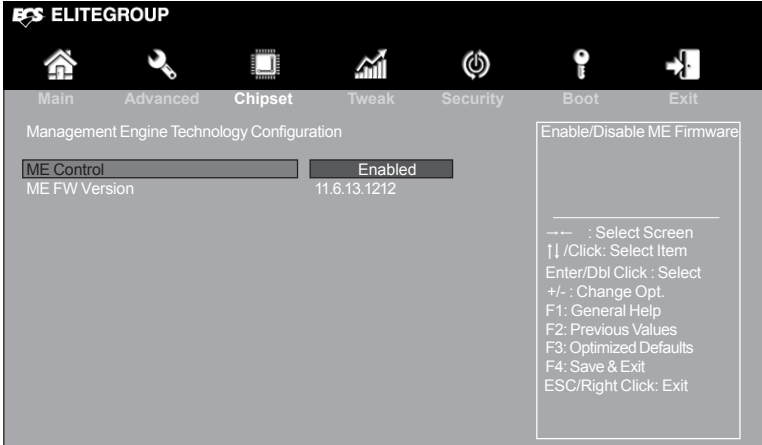 ECS ELITEGROUP
Main Advanced Chipset Tweak Security Boot Exit
Management Engine Technology Configuration
ME Control Enabled
ME FW Version 11.6.13.1212
Enable/Disable ME Firmware
→← : Select Screen
↑↓ /Click: Select Item
Enter/Dbl Click : Select
+/- : Change Opt.
F1: General Help
F2: Previous Values
F3: Optimized Defaults
F4: Save & Exit
ESC/Right Click: Exit